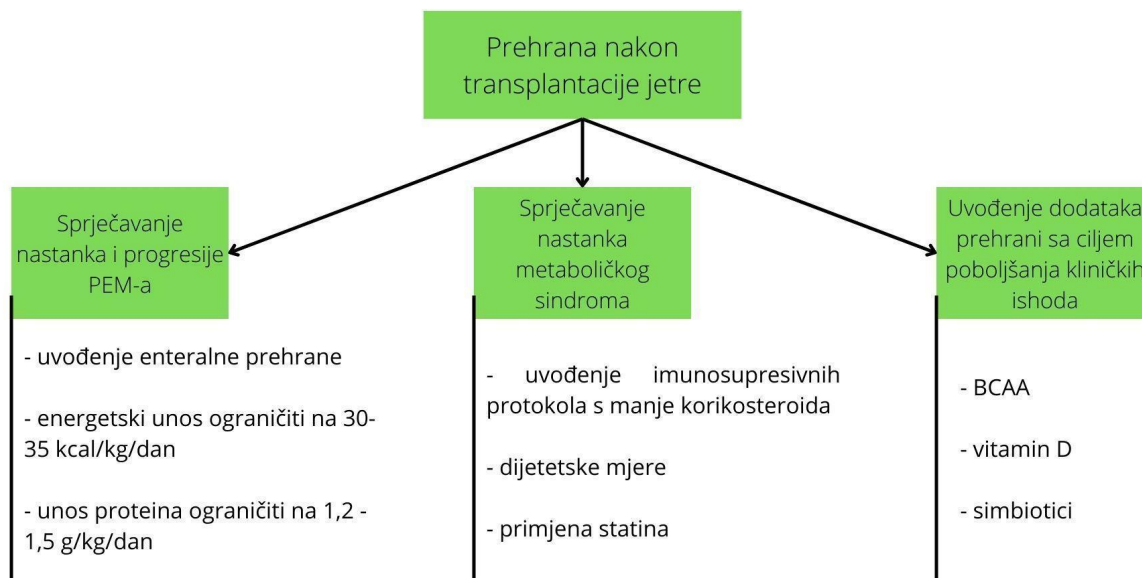 Prehrana nakon
transplantacije jetre
Sprječavanje
nastanka i progresije
PEM-a
- uvođenje enteralne prehrane
- energetski unos ograničiti na 30-
35 kcal/kg/dan
- unos proteina ograničiti na 1,2 -
1,5 g/kg/dan
Sprječavanje
nastanka
metaboličkog
sindroma
- uvođenje imunosupresivnih
protokola s manje korikosteroida
- dijetetske mjere
- primjena statina
Uvođenje dodataka
prehrani sa ciljem
poboljšanja kliničkih
ishoda
- BCAA
- vitamin D
- simbiotici